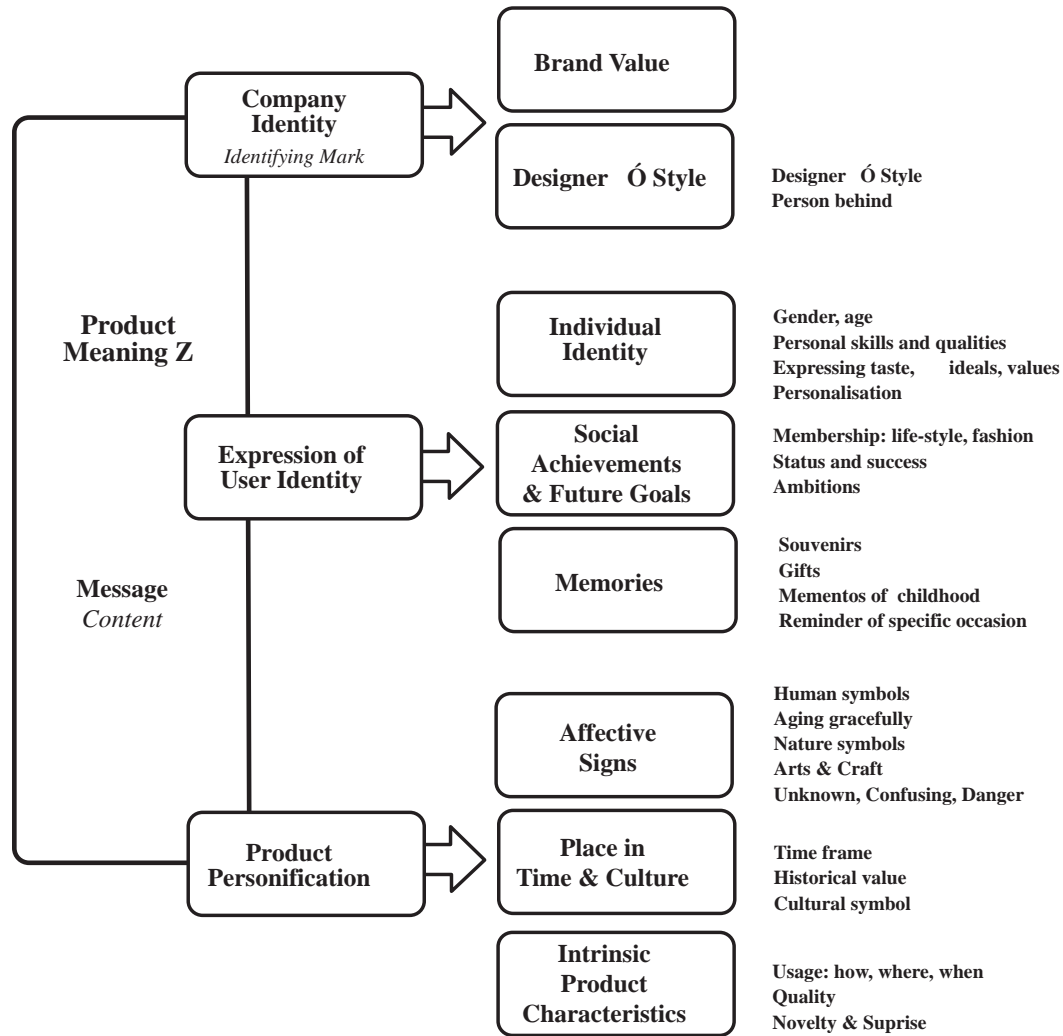 Brand Value
Company
Identity
Identifying Mark
Designer Ó Style
Designer Ó Style
Person behind
Product
Meaning Z
Individual
Identity
Gender, age
Personal skills and qualities
Expressing taste, ideals, values
Personalisation
Expression of
User Identity
Social
Achievements
& Future Goals
Membership: life-style, fashion
Status and success
Ambitions
Message
Content
Memories
Souvenirs
Gifts
Mementos of childhood
Reminder of specific occasion
Affective
Signs
Human symbols
Aging gracefully
Nature symbols
Arts & Craft
Unknown, Confusing, Danger
Product
Personification
Place in
Time & Culture
Time frame
Historical value
Cultural symbol
Intrinsic
Product
Characteristics
Usage: how, where, when
Quality
Novelty & Suprise